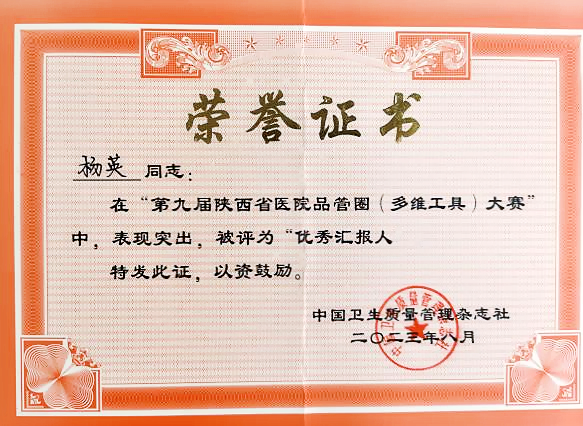 荣誉证书
杨英 同志：
在“第九届陕西省医院品管圈（多维工具）大赛”
中，表现突出，被评为“优秀汇报人
特发此证，以资鼓励。
中国卫生质量管理杂志社
二〇二三年八月